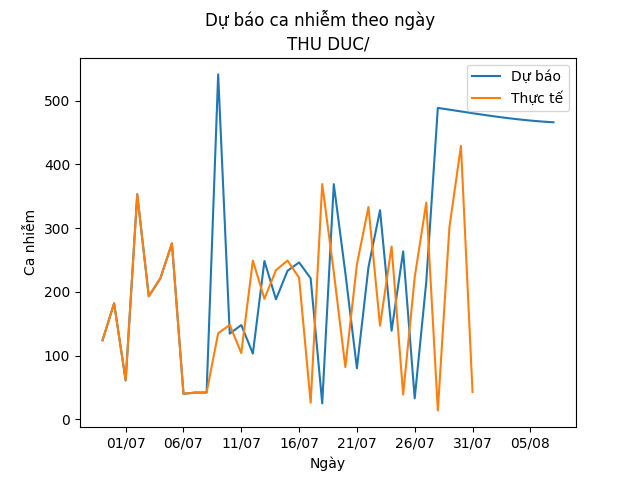 Dự báo ca nhiễm theo ngày
THU DUC/
Dự báo
Thực tế
Ca nhiễm
500
400
300
200
100
0
01/07 06/07 11/07 16/07 21/07 26/07 31/07 05/08
Ngày